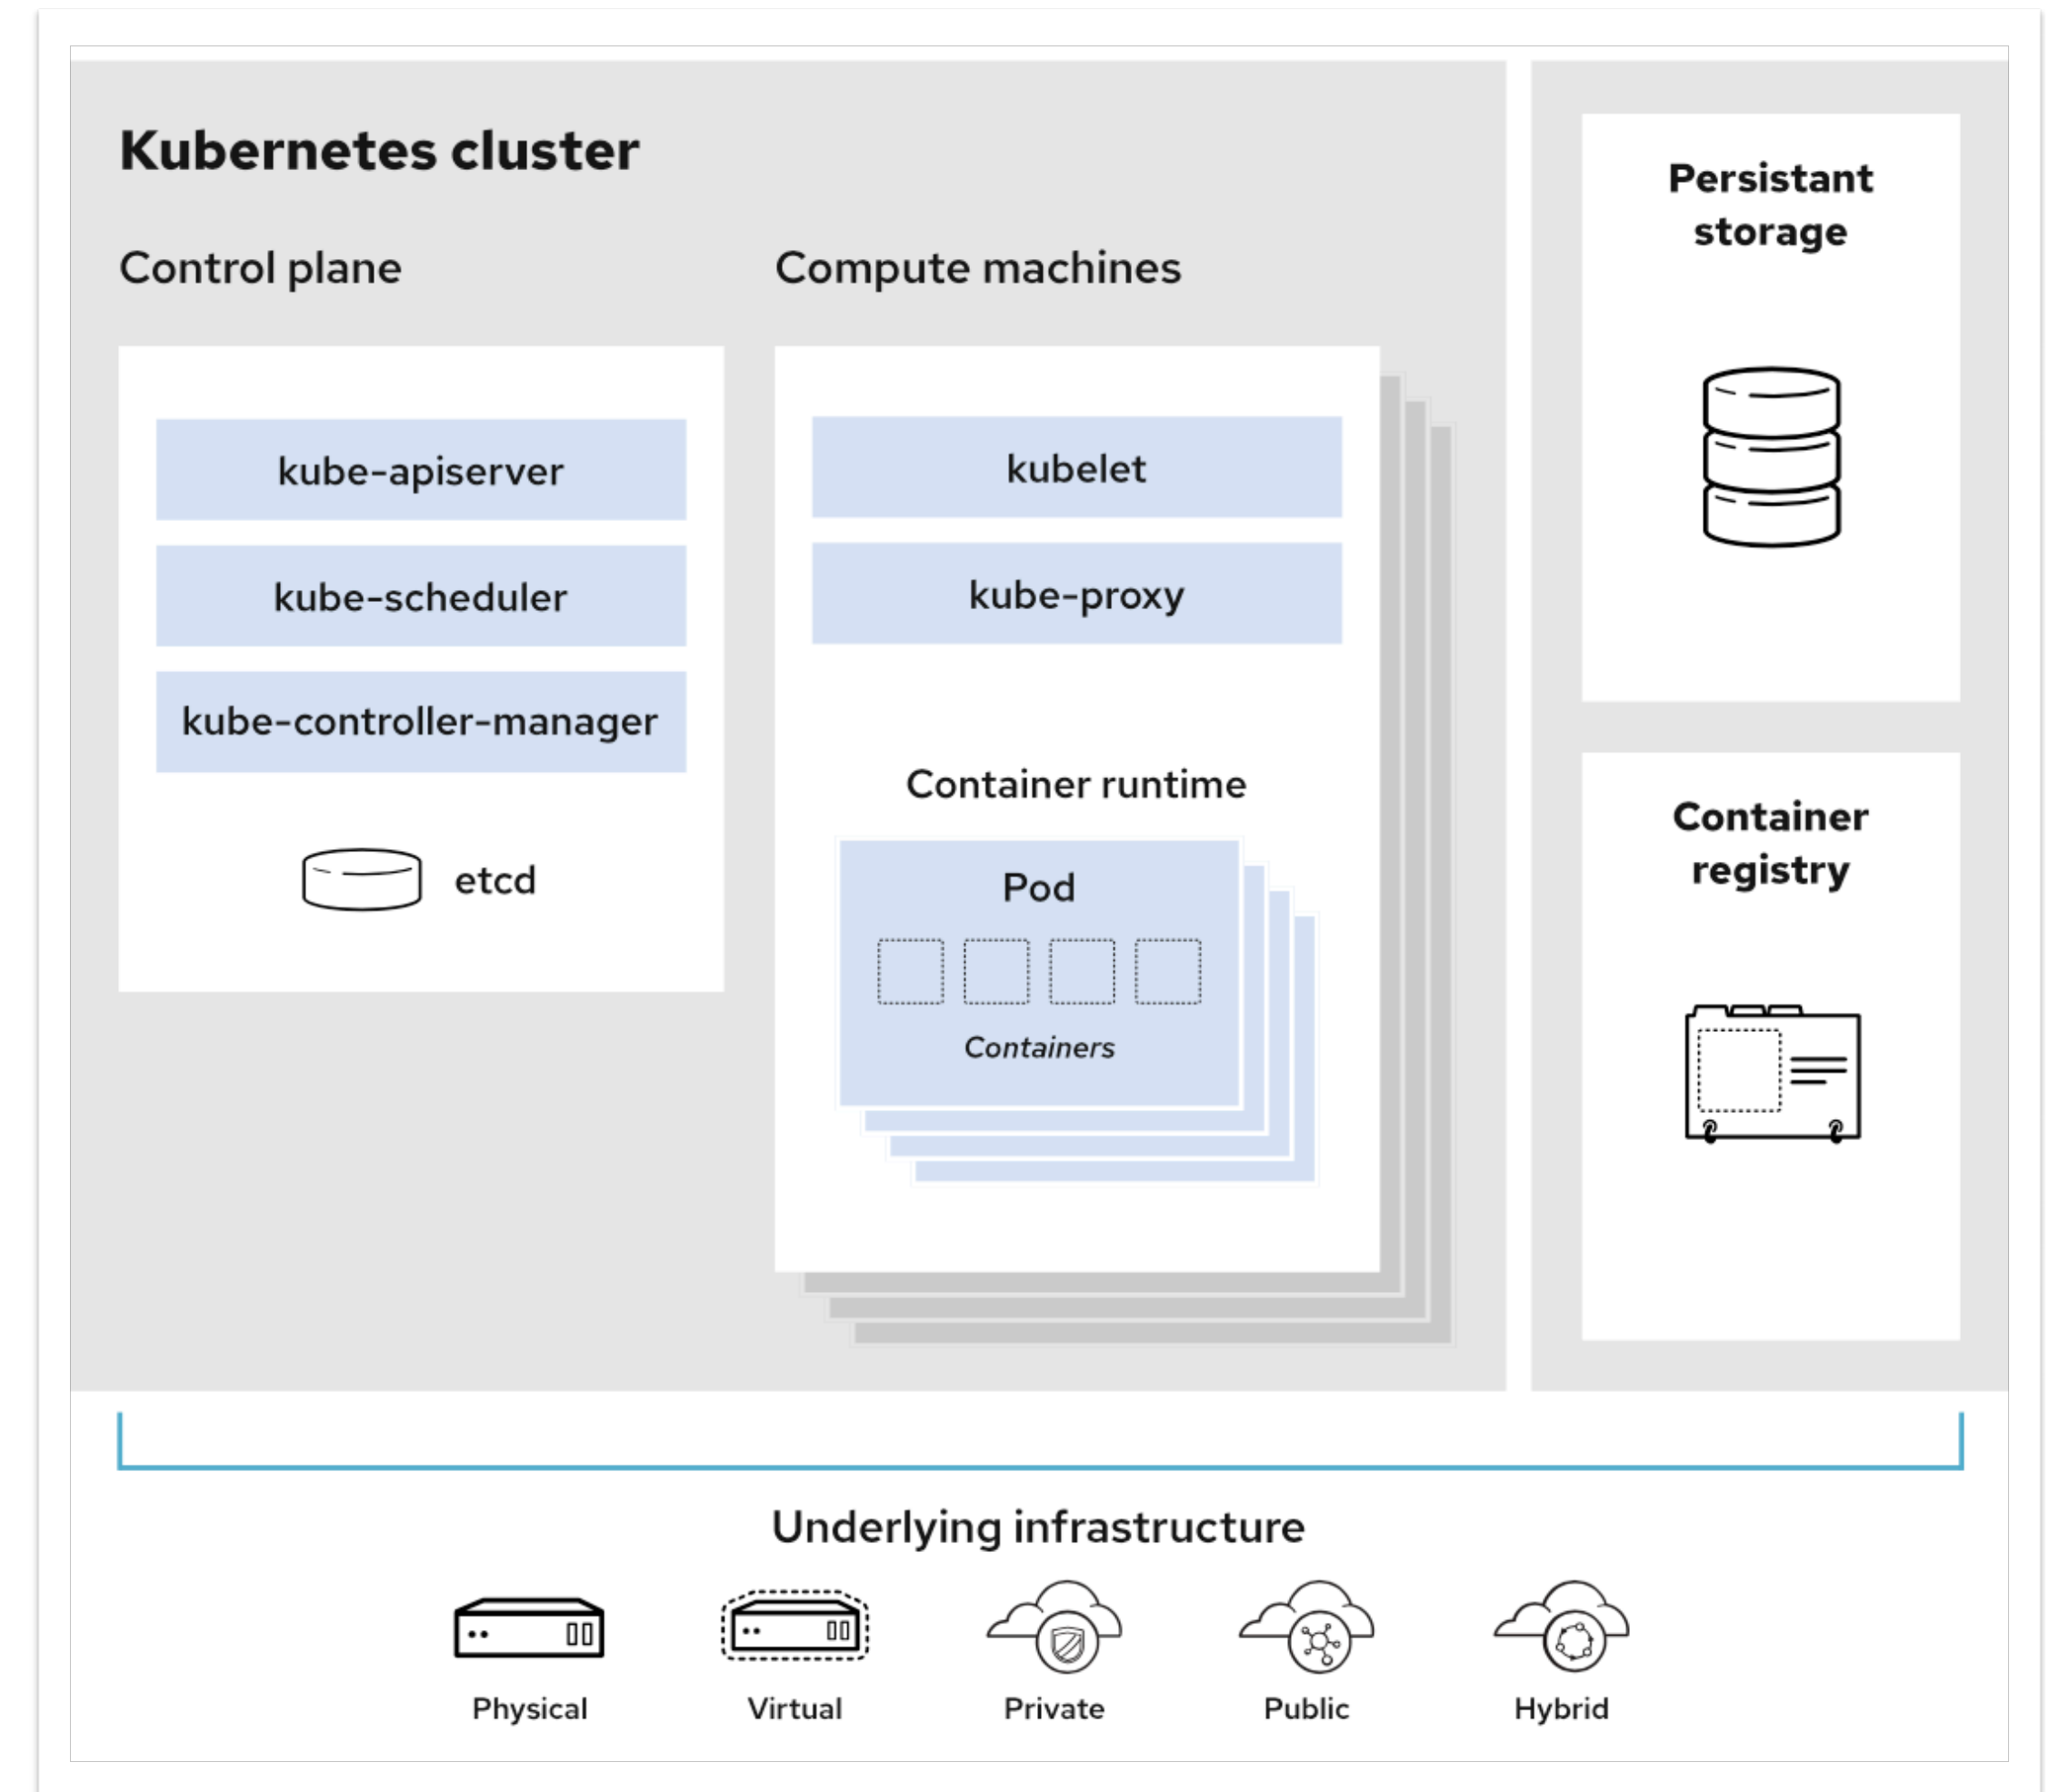 Kubernetes cluster
Control plane
kube-apiserver
kube-scheduler
kube-controller-manager
etcd
Compute machines
kubelet
kube-proxy
Container runtime
Pod
Containers
Persistant
storage
Container
registry
Underlying infrastructure
Physical
Virtual
Private
Public
Hybrid